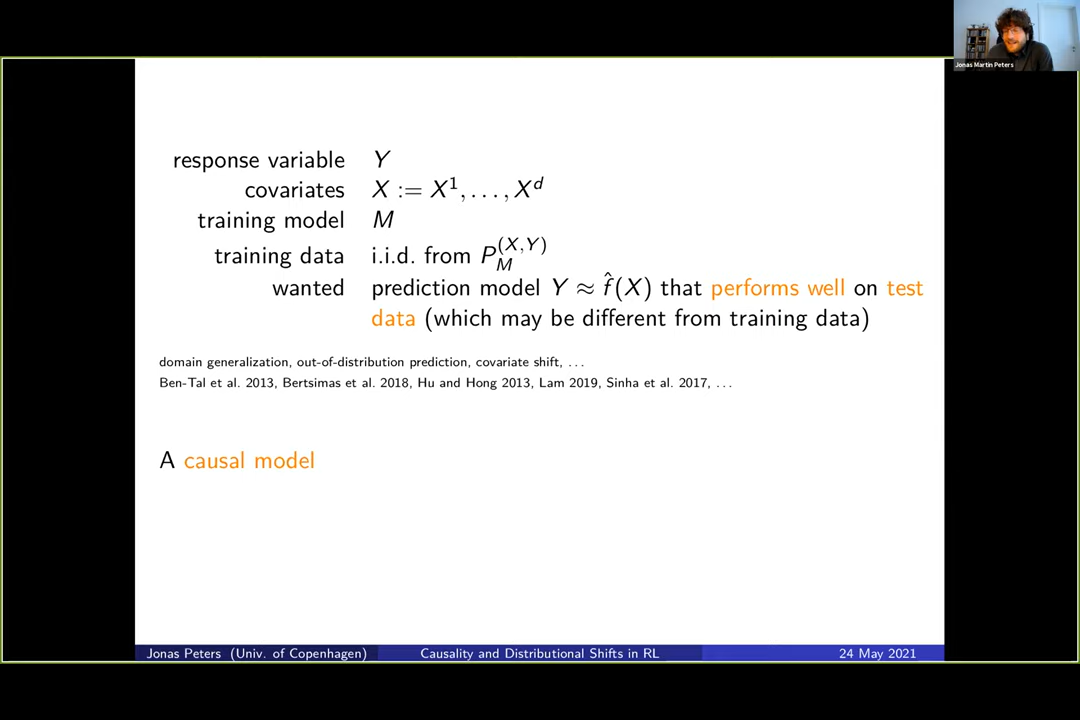 Jonas Martin Peters
response variable Y
covariates X := X¹, . . . , Xᵈ
training model M
training data i.i.d. from P_M^(X,Y)
wanted prediction model Y ≈ f̂(X) that performs well on test
data (which may be different from training data)
domain generalization, out-of-distribution prediction, covariate shift, . . .
Ben-Tal et al. 2013, Bertsimas et al. 2018, Hu and Hong 2013, Lam 2019, Sinha et al. 2017, . . .
A causal model
Jonas Peters (Univ. of Copenhagen) Causality and Distributional Shifts in RL 24 May 2021